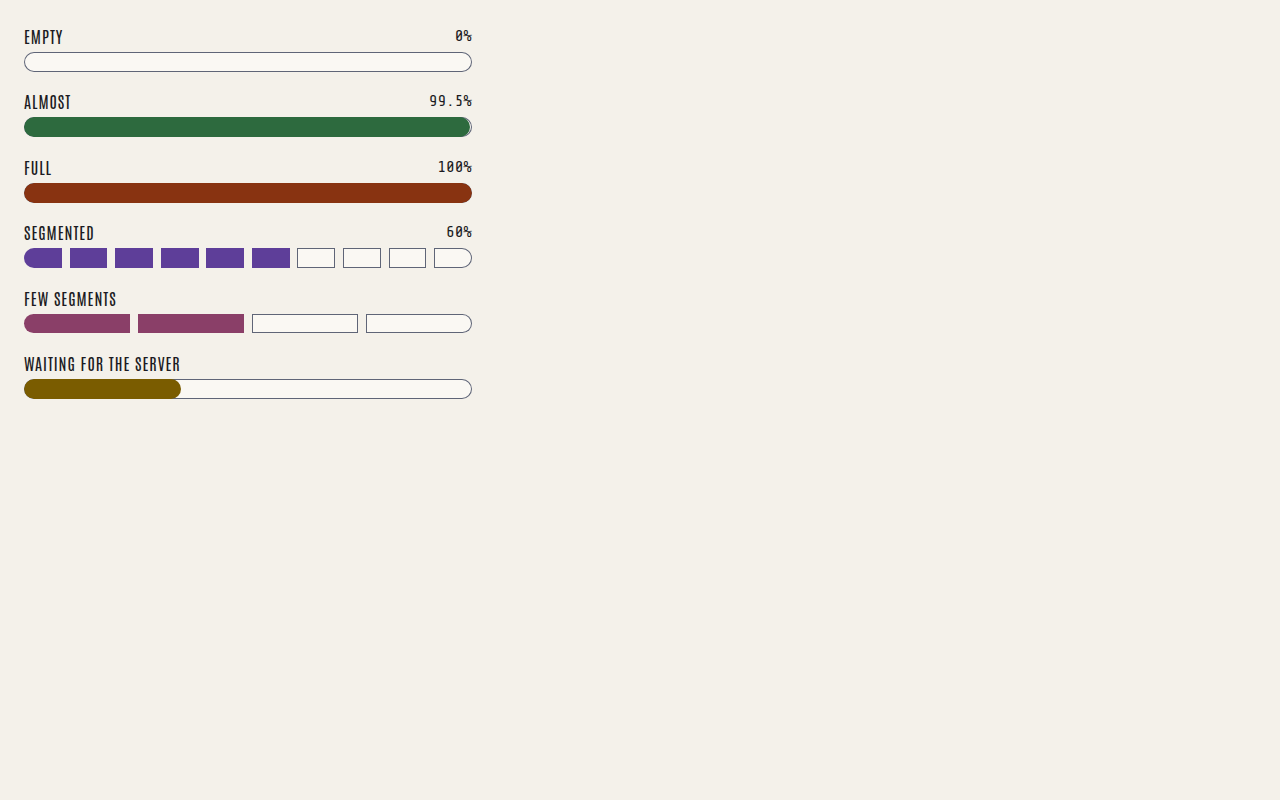 EMPTY 0%
ALMOST 99.5%
FULL 100%
SEGMENTED 60%
FEW SEGMENTS
WAITING FOR THE SERVER